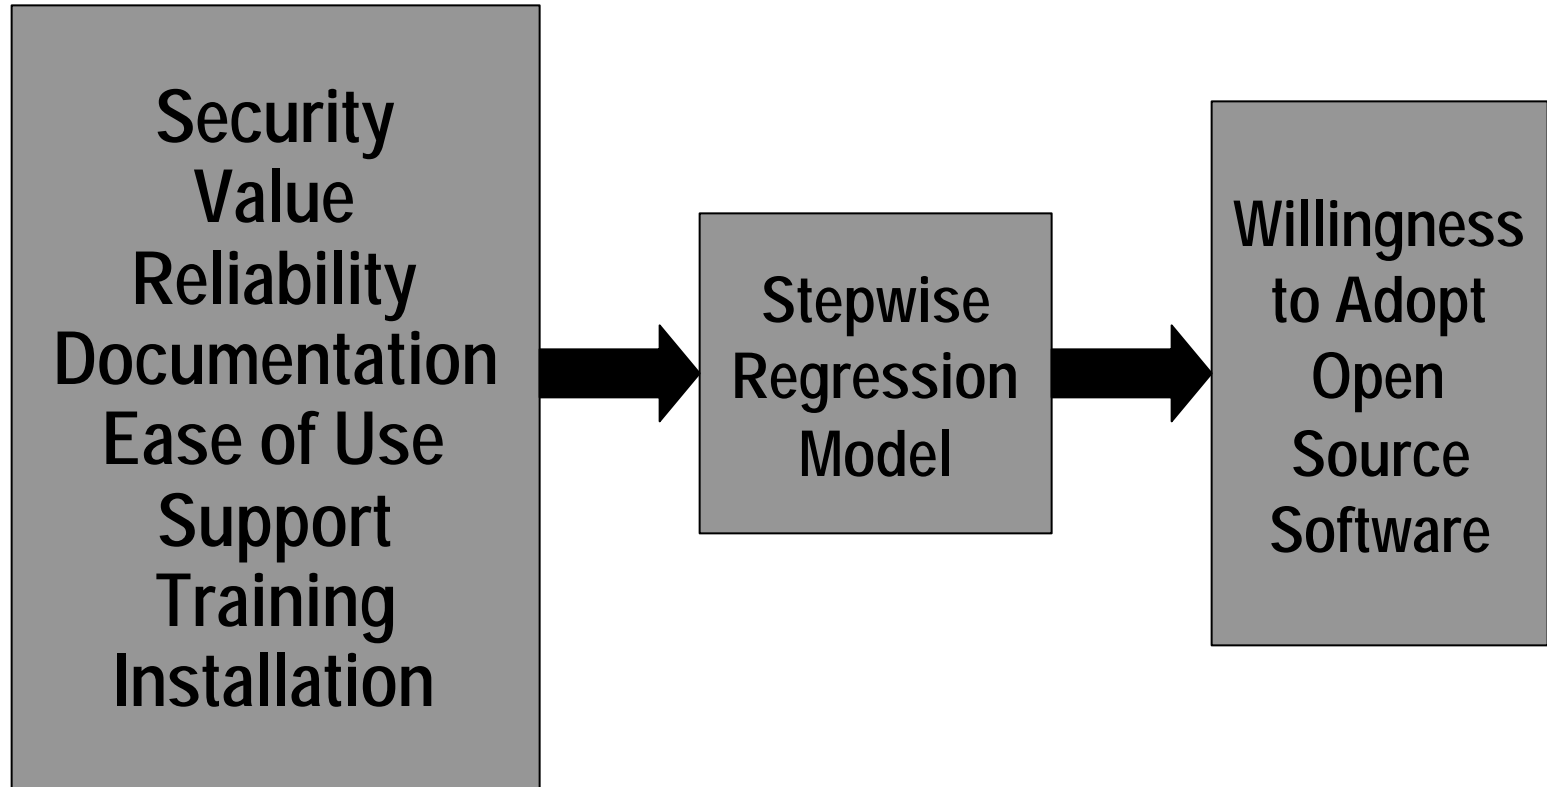 Security
Value
Reliability
Documentation
Ease of Use
Support
Training
Installation
Stepwise
Regression
Model
Willingness
to Adopt
Open
Source
Software